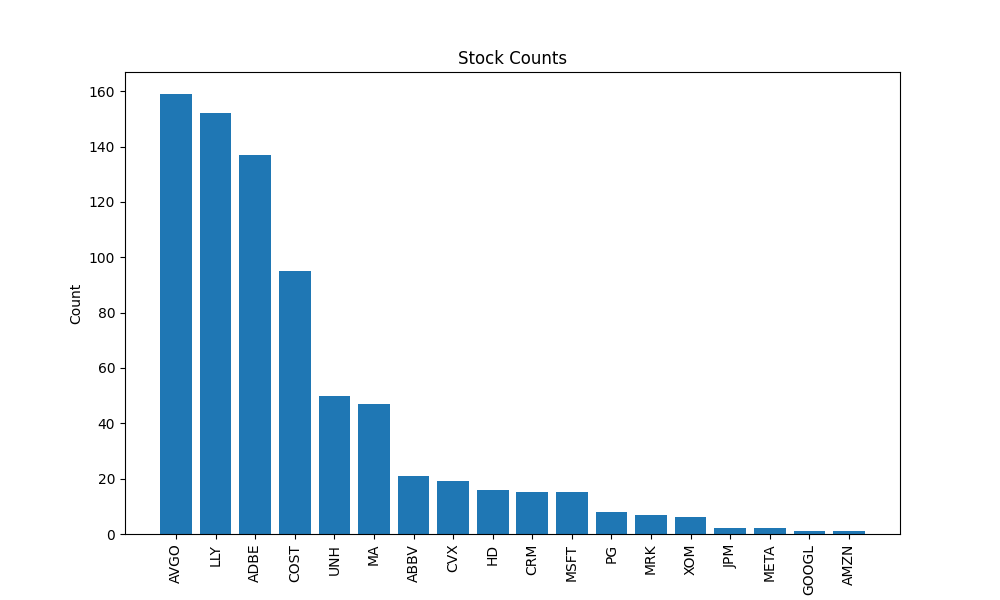 Stock Counts
160
140
120
100
80
60
40
20
0
Count
AVGO
LLY
ADBE
COST
UNH
MA
ABBV
CVX
HD
CRM
MSFT
PG
MRK
XOM
JPM
META
GOOGL
AMZN